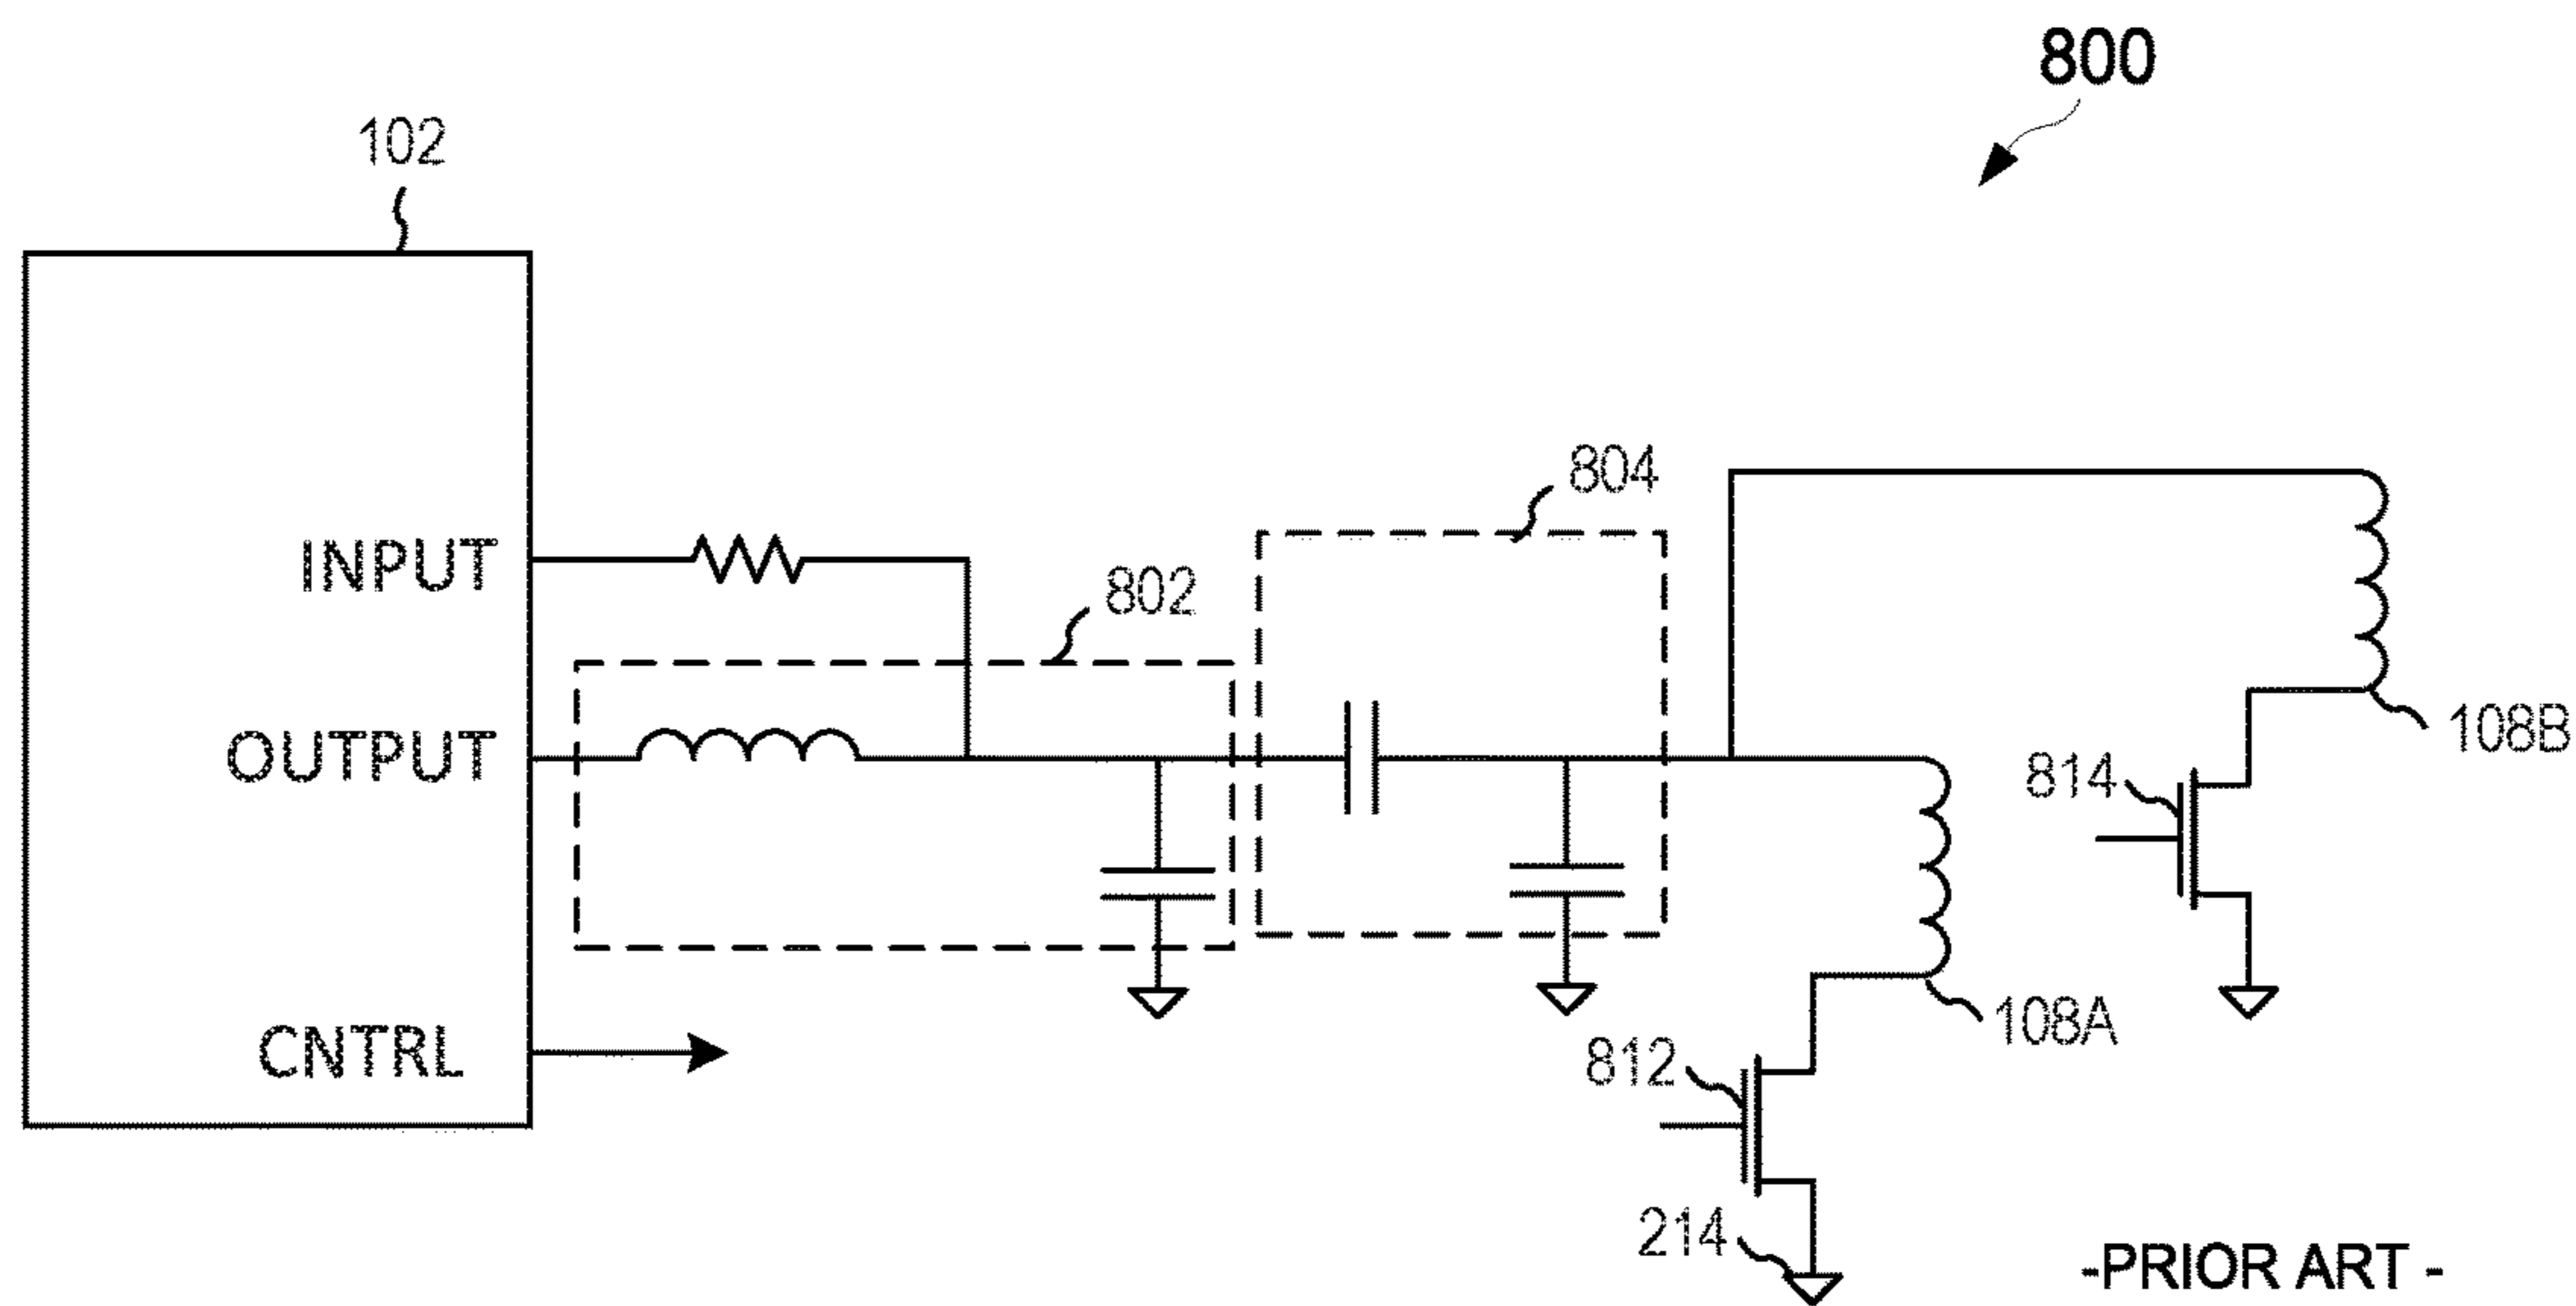 800
102
804
INPUT
802
OUTPUT
108B
814
108A
CNTRL
812
214
-PRIOR ART -